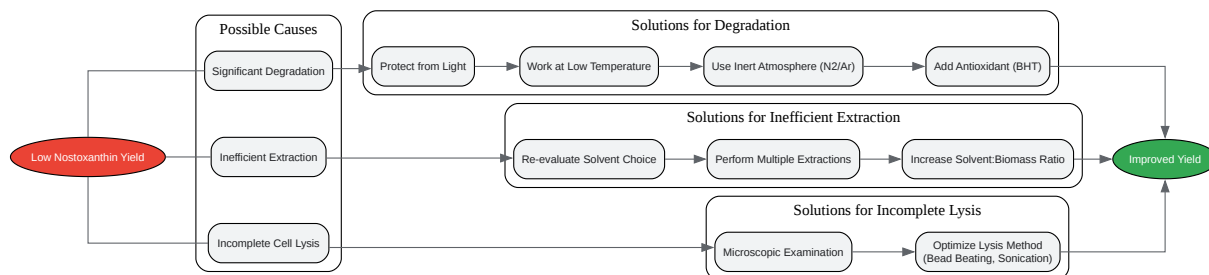 Possible Causes
Solutions for Degradation
Significant Degradation
Protect from Light
Work at Low Temperature
Use Inert Atmosphere (N2/Ar)
Add Antioxidant (BHT)
Solutions for Inefficient Extraction
Low Nostoxanthin Yield
Inefficient Extraction
Re-evaluate Solvent Choice
Perform Multiple Extractions
Increase Solvent:Biomass Ratio
Improved Yield
Solutions for Incomplete Lysis
Incomplete Cell Lysis
Microscopic Examination
Optimize Lysis Method
(Bead Beating, Sonication)